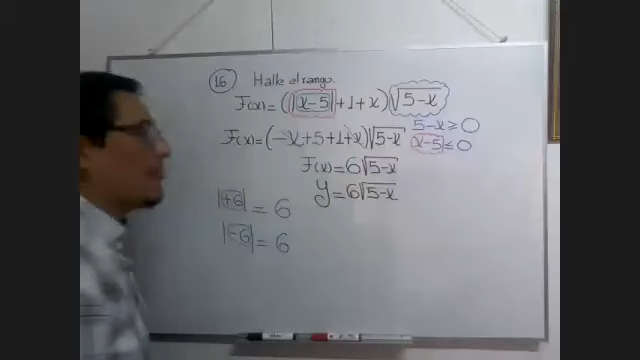 16 Halle el rango.
F(x)= (|x-5|+1+x)√5-x
5-x≥0
F(x)=(-x+5+1+x)√5-x
x-5≤0
F(x)=6√5-x
y=6√5-x
|+6| = 6
|-6| = 6